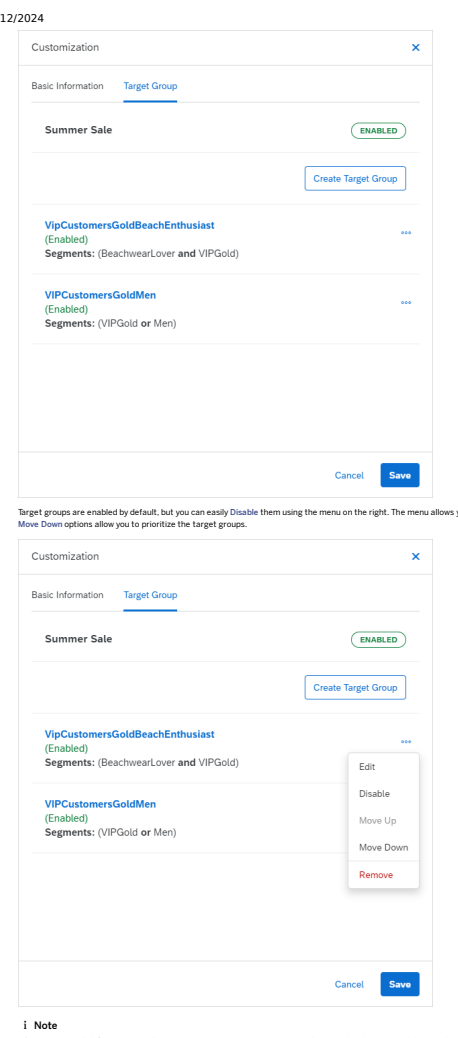 12/2024
Customization ×
Basic Information Target Group
Summer Sale ENABLED
Create Target Group
VipCustomersGoldBeachEnthusiast
(Enabled)
Segments: (BeachwearLover and VIPGold)
VIPCustomersGoldMen
(Enabled)
Segments: (VIPGold or Men)
Cancel Save
Target groups are enabled by default, but you can easily Disable them using the menu on the right. The menu allows
Move Down options allow you to prioritize the target groups.
Customization ×
Basic Information Target Group
Summer Sale ENABLED
Create Target Group
VipCustomersGoldBeachEnthusiast
(Enabled)
Segments: (BeachwearLover and VIPGold)
Edit
Disable
VIPCustomersGoldMen
(Enabled)
Move Up
Segments: (VIPGold or Men)
Move Down
Remove
Cancel Save
i Note